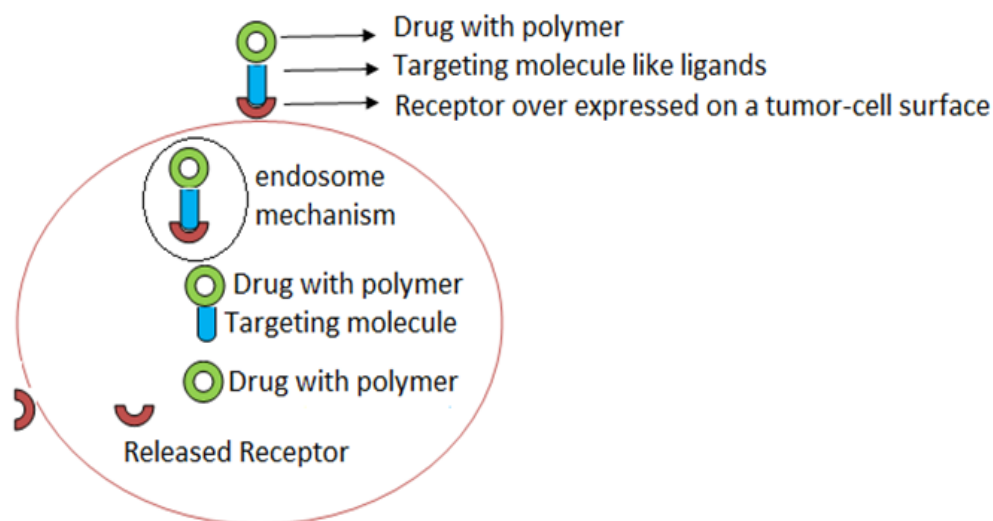 Drug with polymer
Targeting molecule like ligands
Receptor over expressed on a tumor-cell surface
endosome
mechanism
Drug with polymer
Targeting molecule
Drug with polymer
Released Receptor